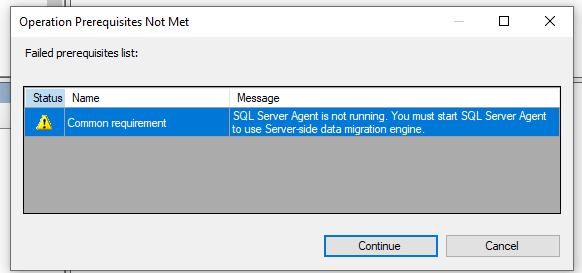 Operation Prerequisites Not Met
Failed prerequisites list:
Status Name Message
Common requirement
SQL Server Agent is not running. You must start SQL Server Agent
to use Server-side data migration engine.
Continue Cancel